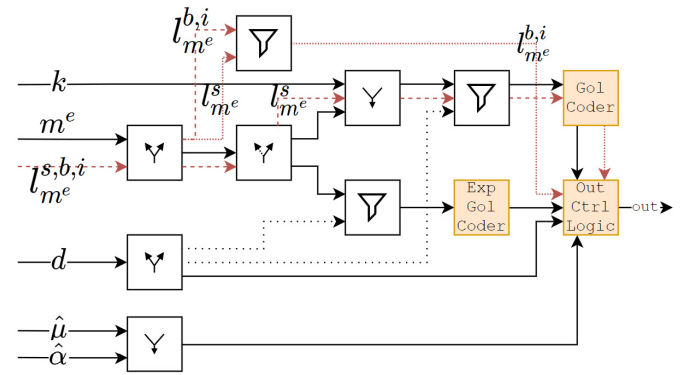 l_{m^e}^{b,i}
l_{m^e}^{b,i}
k
l_{m^e}^{s}
l_{m^e}^{s}
Gol
Coder
m^e
l_{m^e}^{s,b,i}
Exp
Gol
Coder
Out
Ctrl
Logic
out
d
μ̂
α̂